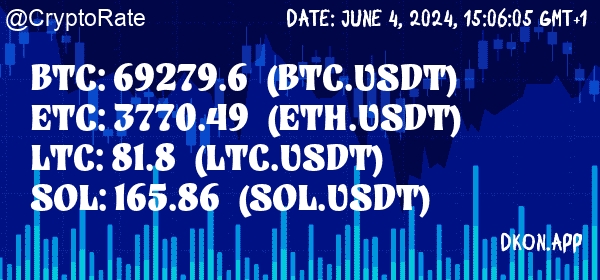 @CryptoRate
DATE: JUNE 4, 2024, 15:06:05 GMT+1
BTC: 69279.6 (BTC.USDT)
ETC: 3770.49 (ETH.USDT)
LTC: 81.8 (LTC.USDT)
SOL: 165.86 (SOL.USDT)
DKON.APP